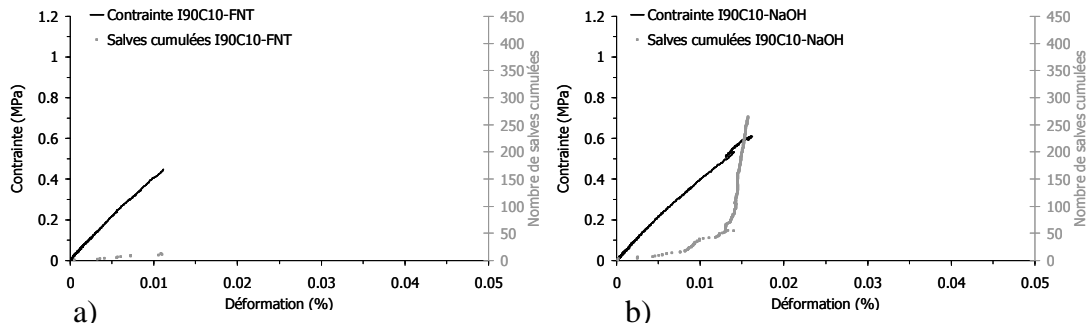 Contrainte I90C10-FNT
Salves cumulées I90C10-FNT
Contrainte (MPa)
1.2
1
0.8
0.6
0.4
0.2
0
450
400
350
300
250
200
150
100
50
0
Nombre de salves cumulées
0 0.01 0.02 0.03 0.04 0.05
Déformation (%)
a)
Contrainte I90C10-NaOH
Salves cumulées I90C10-NaOH
Contrainte (MPa)
1.2
1
0.8
0.6
0.4
0.2
0
450
400
350
300
250
200
150
100
50
0
Nombre de salves cumulées
0 0.01 0.02 0.03 0.04 0.05
Déformation (%)
b)